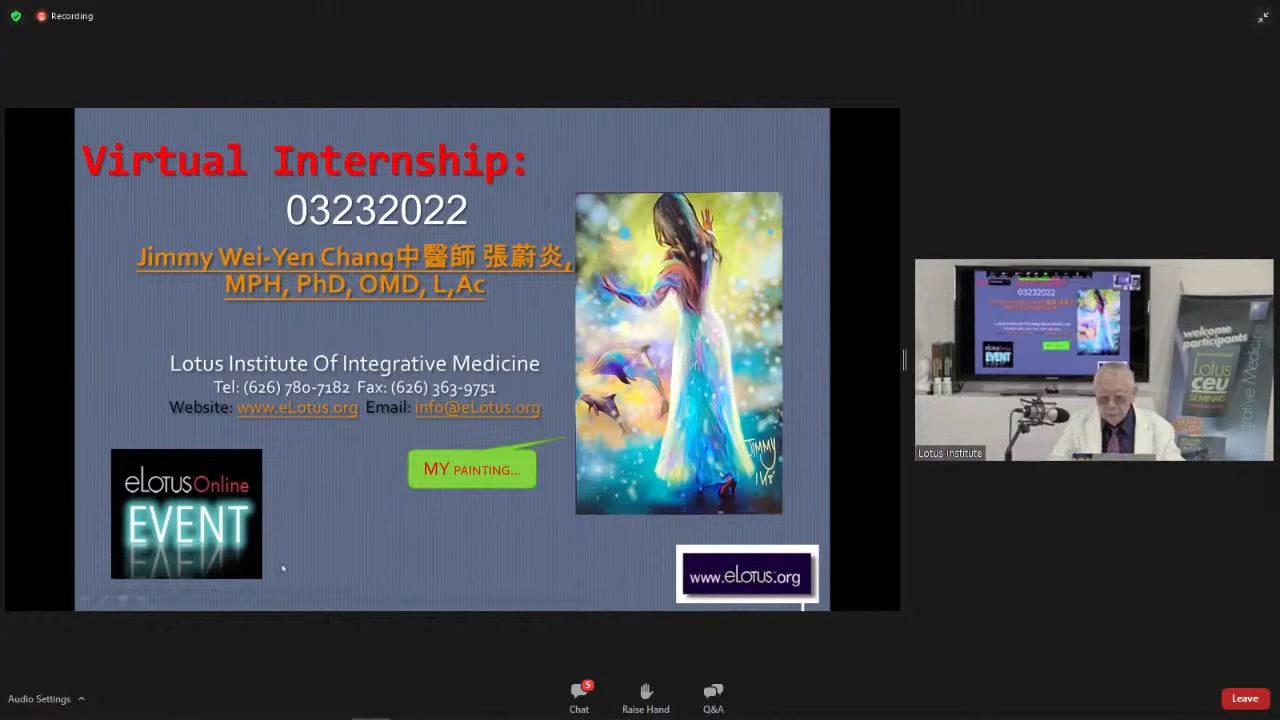 Recording
Virtual Internship:
03232022
Jimmy Wei-Yen Chang中醫師 張蔚炎,
MPH, PhD, OMD, L,Ac
Lotus Institute Of Integrative Medicine
Tel: (626) 780-7182 Fax: (626) 363-9751
Website: www.eLotus.org Email: info@eLotus.org
MY PAINTING...
JIMMY
eLOTUSOnline
EVENT
www.eLOTUS.org
03232022
EVENT
welcome
participants
Lotus
CEU
SEMINARS
Lotus Institute
Audio Settings
5
Chat
Raise Hand
Q&A
Leave